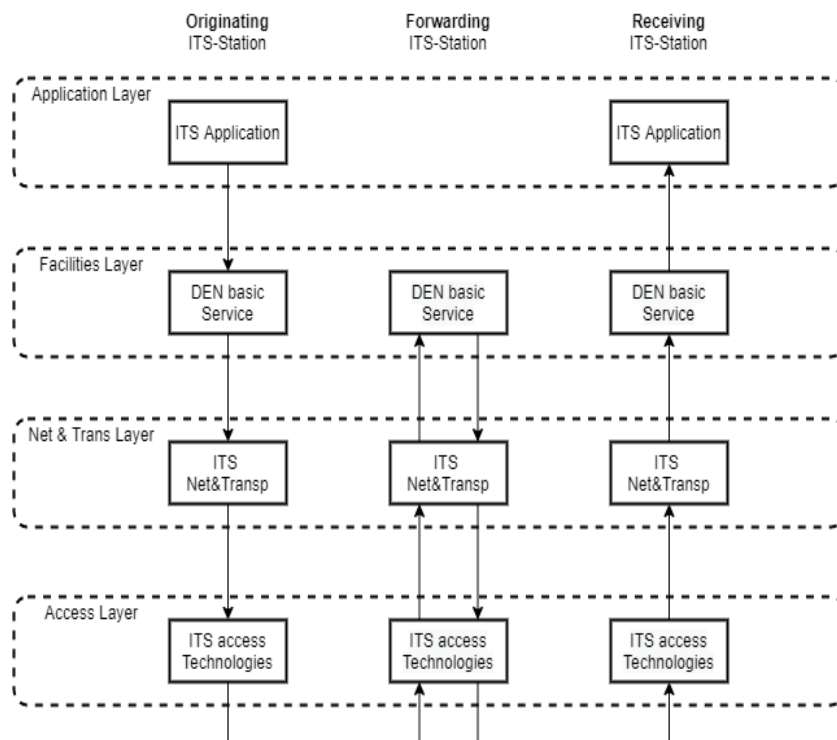 Originating
ITS-Station
Forwarding
ITS-Station
Receiving
ITS-Station
Application Layer
ITS Application
ITS Application
Facilities Layer
DEN basic
Service
DEN basic
Service
DEN basic
Service
Net & Trans Layer
ITS
Net&Transp
ITS
Net&Transp
ITS
Net&Transp
Access Layer
ITS access
Technologies
ITS access
Technologies
ITS access
Technologies